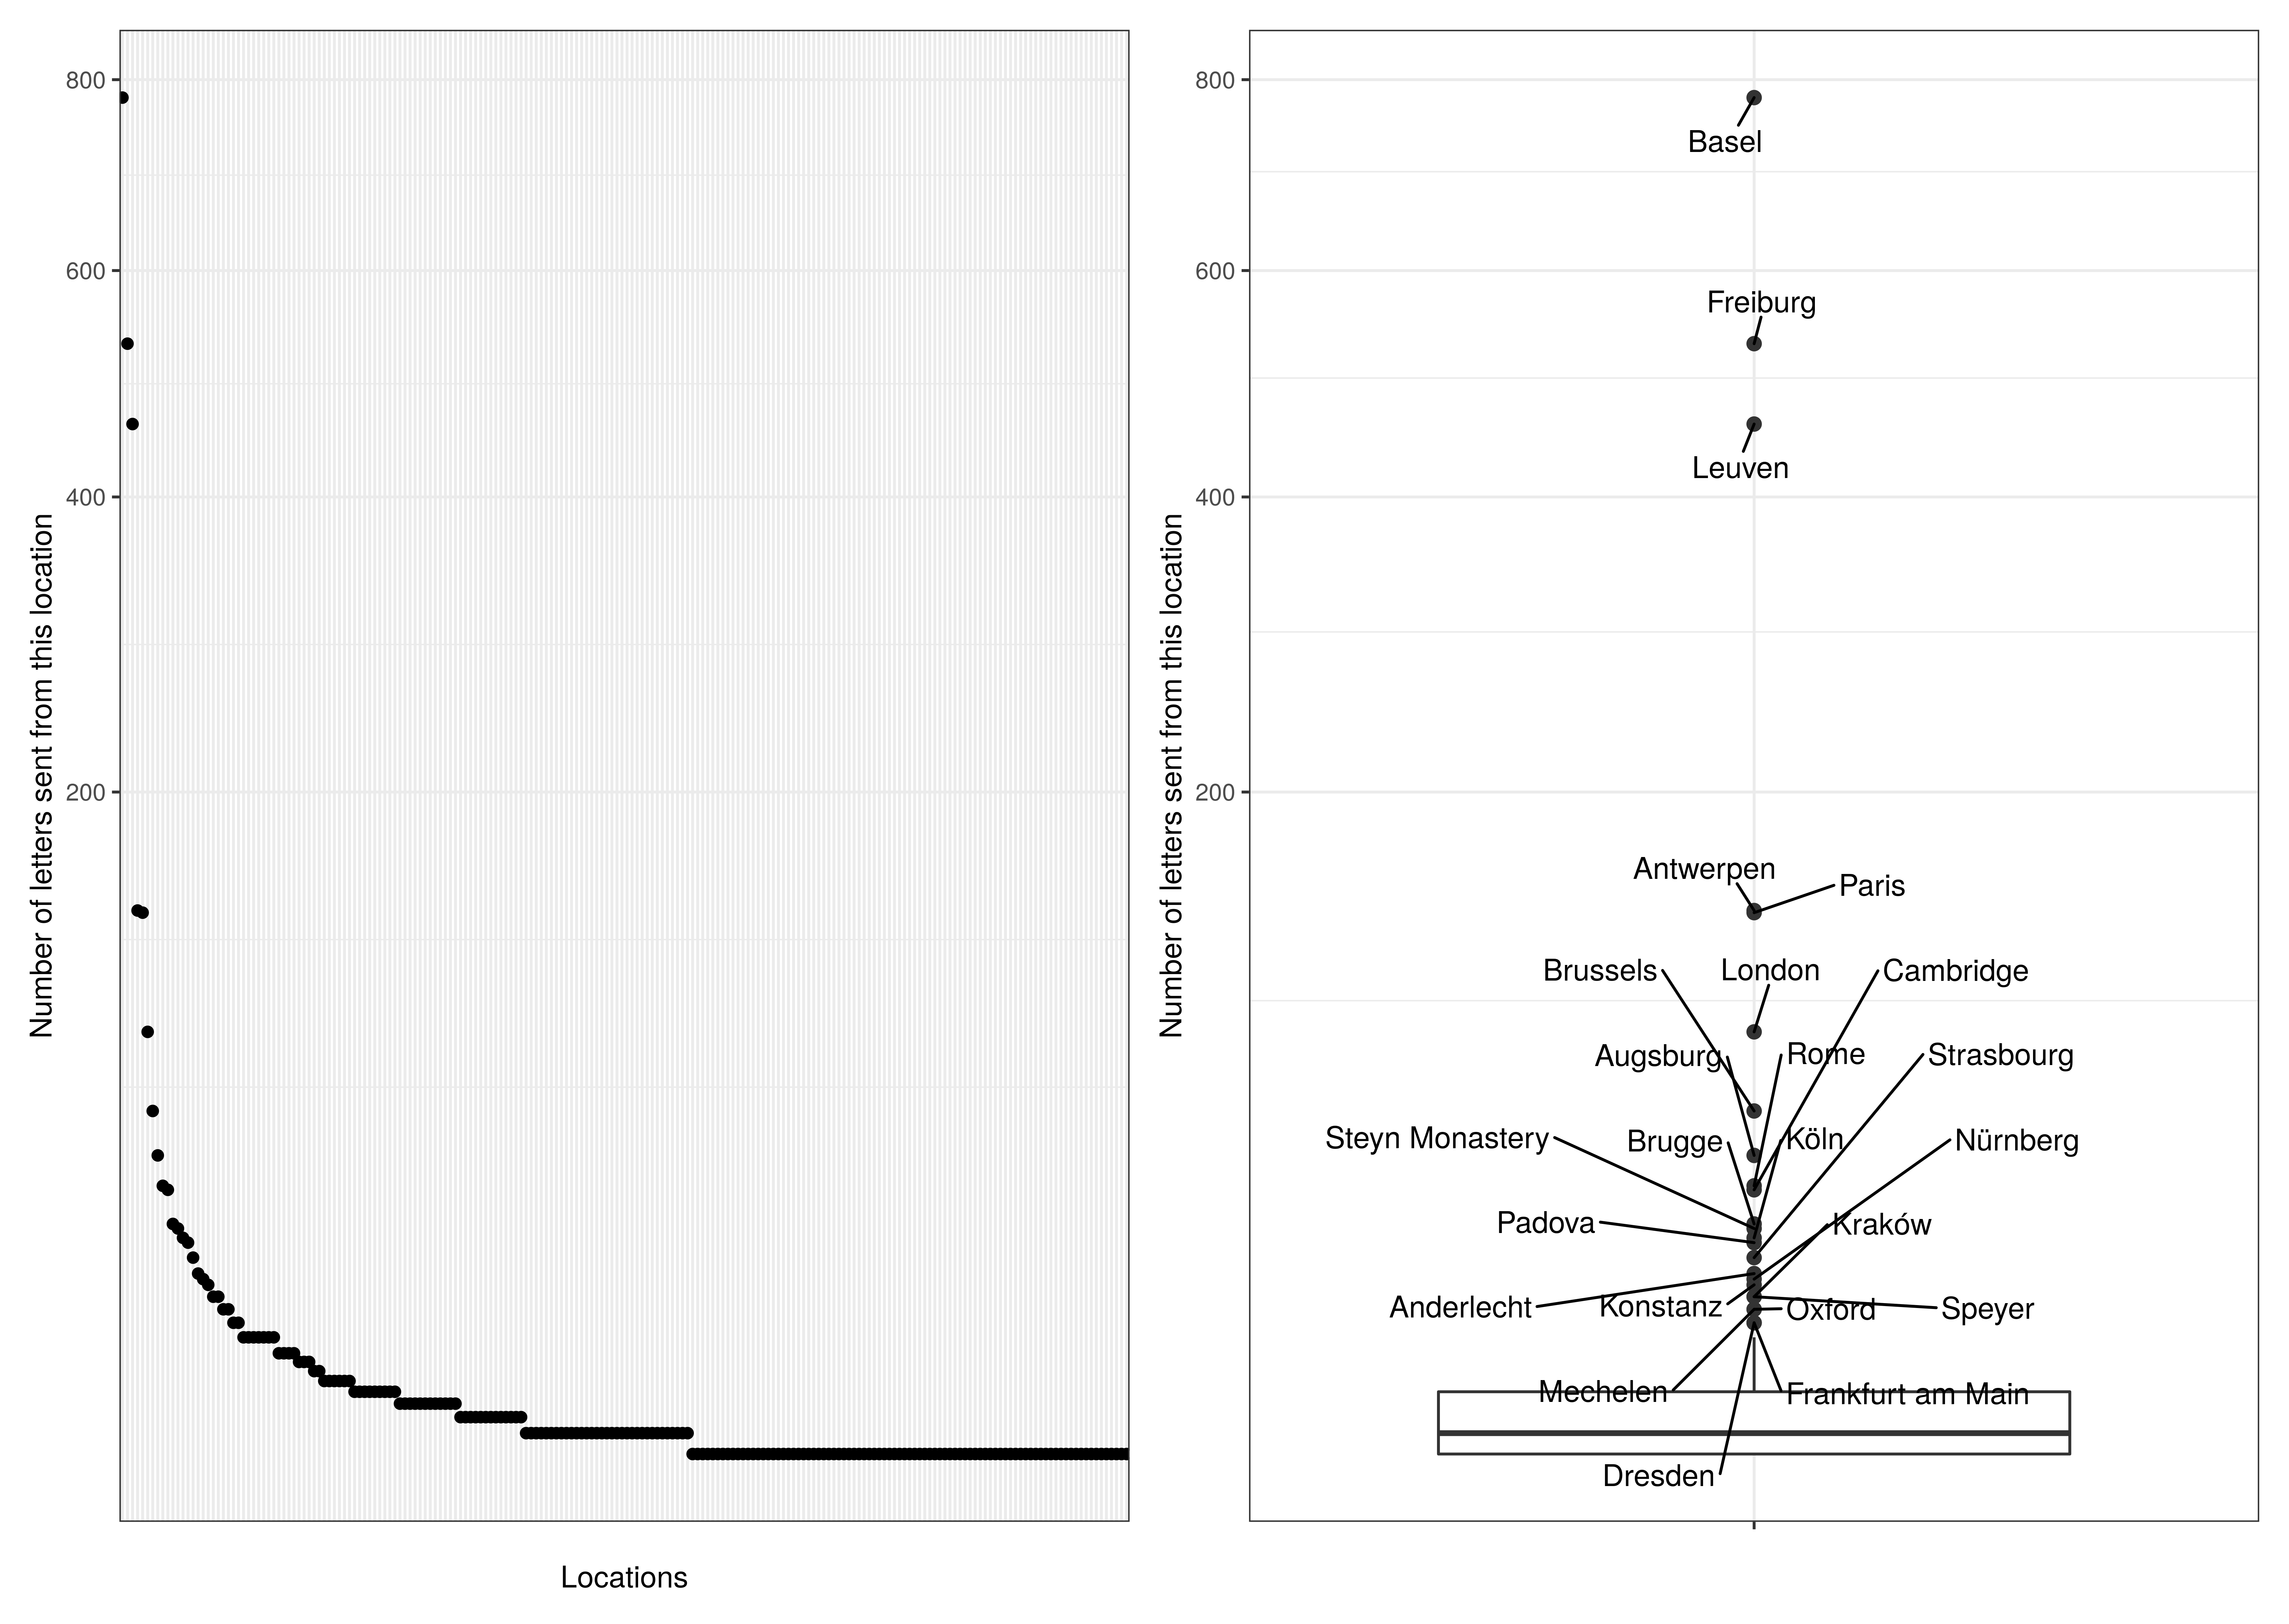 Number of letters sent from this location
800
600
400
200
Locations
Number of letters sent from this location
800
600
400
200
Basel
Freiburg
Leuven
Antwerpen
Paris
Brussels
London
Cambridge
Augsburg
Rome
Strasbourg
Steyn Monastery
Brugge
Köln
Nürnberg
Padova
Kraków
Anderlecht
Konstanz
Oxford
Speyer
Mechelen
Frankfurt am Main
Dresden